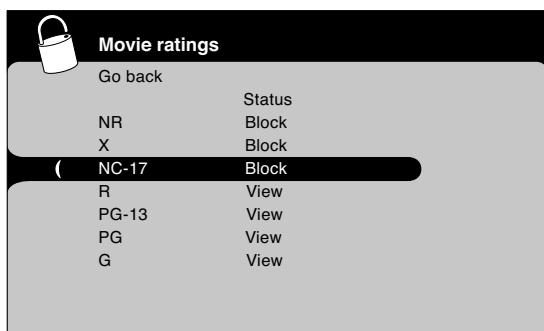 Movie ratings
Go back
Status
NR Block
X Block
NC-17 Block
R View
PG-13 View
PG View
G View